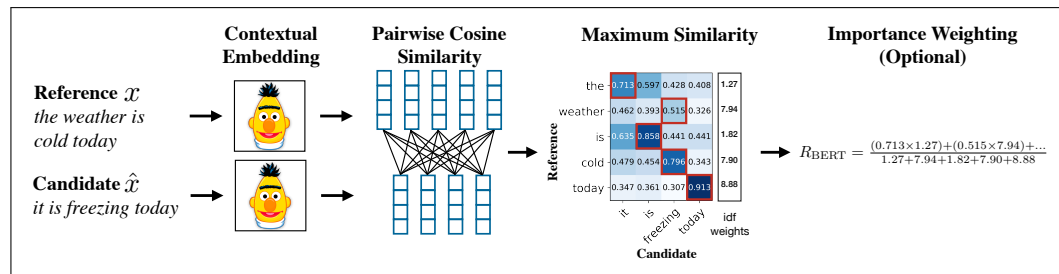 Contextual
Embedding
Pairwise Cosine
Similarity
Maximum Similarity
Importance Weighting
(Optional)
Reference x
the weather is
cold today
Candidate x̂
it is freezing today
Reference
the 0.713 0.597 0.428 0.408 1.27
weather 0.462 0.393 0.515 0.326 7.94
is 0.635 0.858 0.441 0.441 1.82
cold 0.479 0.454 0.796 0.343 7.90
today 0.347 0.361 0.307 0.913 8.88
it is freezing today
Candidate
idf
weights
R_BERT = \frac{(0.713×1.27)+(0.515×7.94)+...}{1.27+7.94+1.82+7.90+8.88}